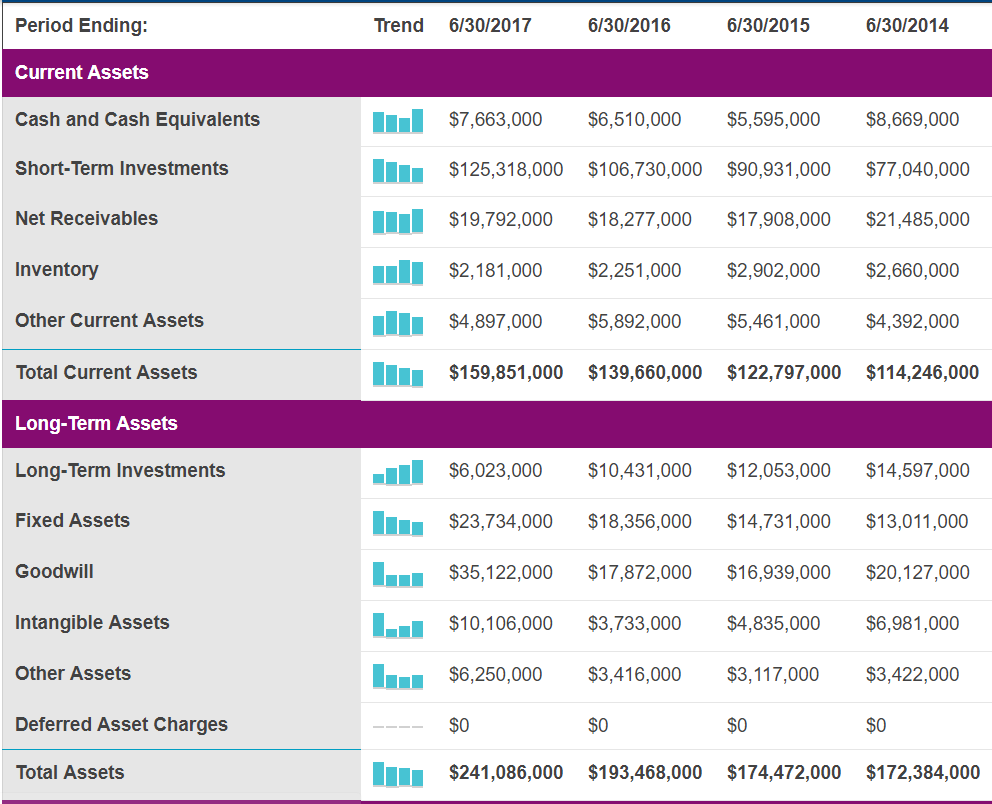 Period Ending: Trend 6/30/2017 6/30/2016 6/30/2015 6/30/2014
Current Assets
Cash and Cash Equivalents $7,663,000 $6,510,000 $5,595,000 $8,669,000
Short-Term Investments $125,318,000 $106,730,000 $90,931,000 $77,040,000
Net Receivables $19,792,000 $18,277,000 $17,908,000 $21,485,000
Inventory $2,181,000 $2,251,000 $2,902,000 $2,660,000
Other Current Assets $4,897,000 $5,892,000 $5,461,000 $4,392,000
Total Current Assets $159,851,000 $139,660,000 $122,797,000 $114,246,000
Long-Term Assets
Long-Term Investments $6,023,000 $10,431,000 $12,053,000 $14,597,000
Fixed Assets $23,734,000 $18,356,000 $14,731,000 $13,011,000
Goodwill $35,122,000 $17,872,000 $16,939,000 $20,127,000
Intangible Assets $10,106,000 $3,733,000 $4,835,000 $6,981,000
Other Assets $6,250,000 $3,416,000 $3,117,000 $3,422,000
Deferred Asset Charges $0 $0 $0 $0
Total Assets $241,086,000 $193,468,000 $174,472,000 $172,384,000